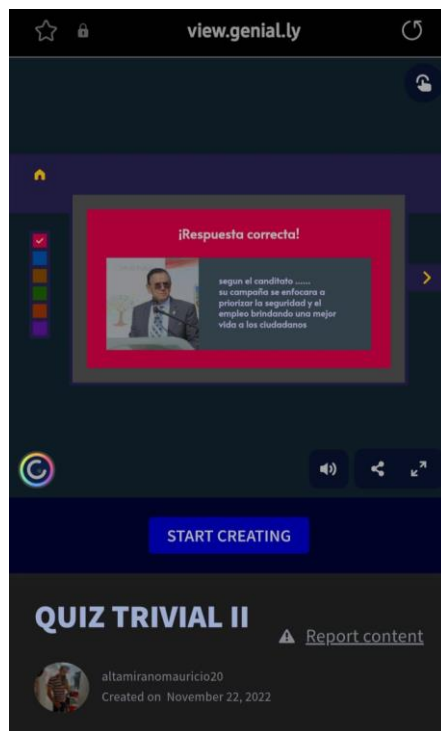 view.genial.ly
¡Respuesta correcta!
segun el canditato ......
su campaña se enfocara a
priorizar la seguridad y el
empleo brindando una mejor
vida a los ciudadanos
START CREATING
QUIZ TRIVIAL II
Report content
altamiranomauricio20
Created on November 22, 2022